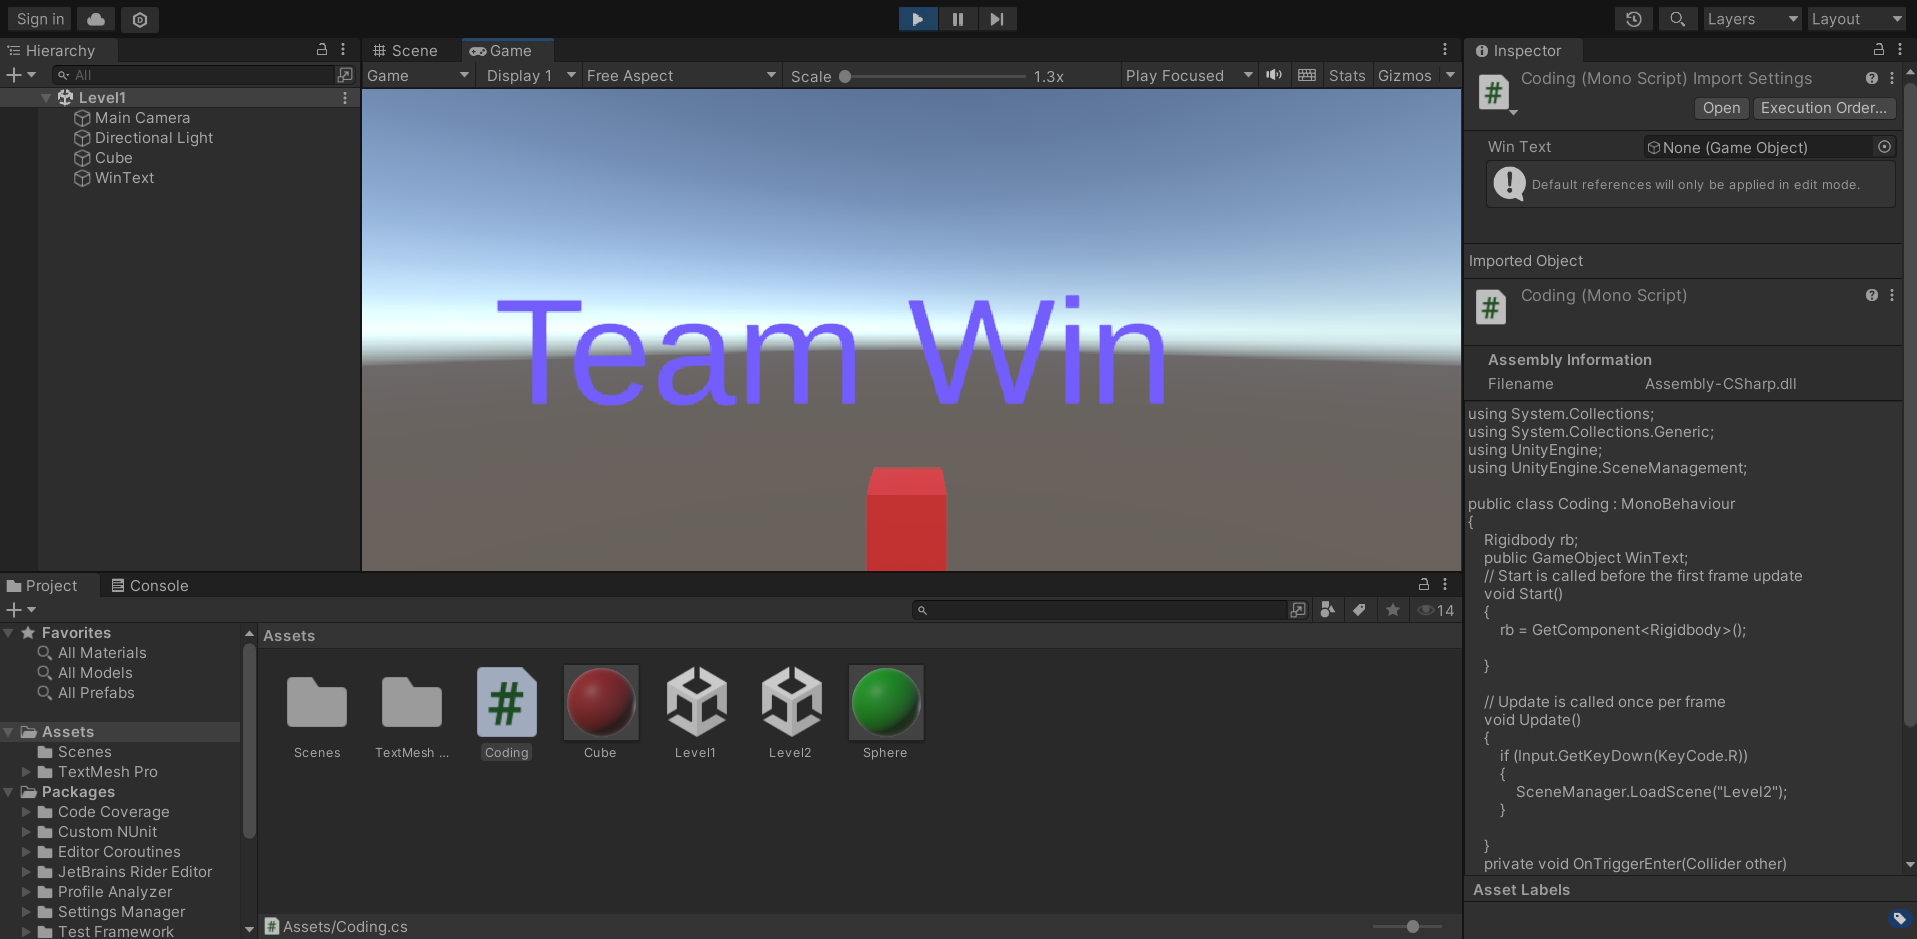 Sign in
Layers
Layout
Hierarchy
All
Level1
Main Camera
Directional Light
Cube
WinText
Scene
Game
Game
Display 1
Free Aspect
Scale
1.3x
Play Focused
Stats
Gizmos
Team Win
Inspector
Coding (Mono Script) Import Settings
Open
Execution Order...
Win Text
None (Game Object)
Default references will only be applied in edit mode.
Imported Object
Coding (Mono Script)
Assembly Information
Filename
Assembly-CSharp.dll
using System.Collections;
using System.Collections.Generic;
using UnityEngine;
using UnityEngine.SceneManagement;
public class Coding : MonoBehaviour
{
Rigidbody rb;
public GameObject WinText;
// Start is called before the first frame update
void Start()
{
rb = GetComponent<Rigidbody>();
}
// Update is called once per frame
void Update()
{
if (Input.GetKeyDown(KeyCode.R))
{
SceneManager.LoadScene("Level2");
}
}
private void OnTriggerEnter(Collider other)
Asset Labels
Project
Console
14
Favorites
All Materials
All Models
All Prefabs
Assets
Scenes
TextMesh Pro
Packages
Code Coverage
Custom NUnit
Editor Coroutines
JetBrains Rider Editor
Profile Analyzer
Settings Manager
Test Framework
Assets
Scenes
TextMesh ...
Coding
Cube
Level1
Level2
Sphere
Assets/Coding.cs